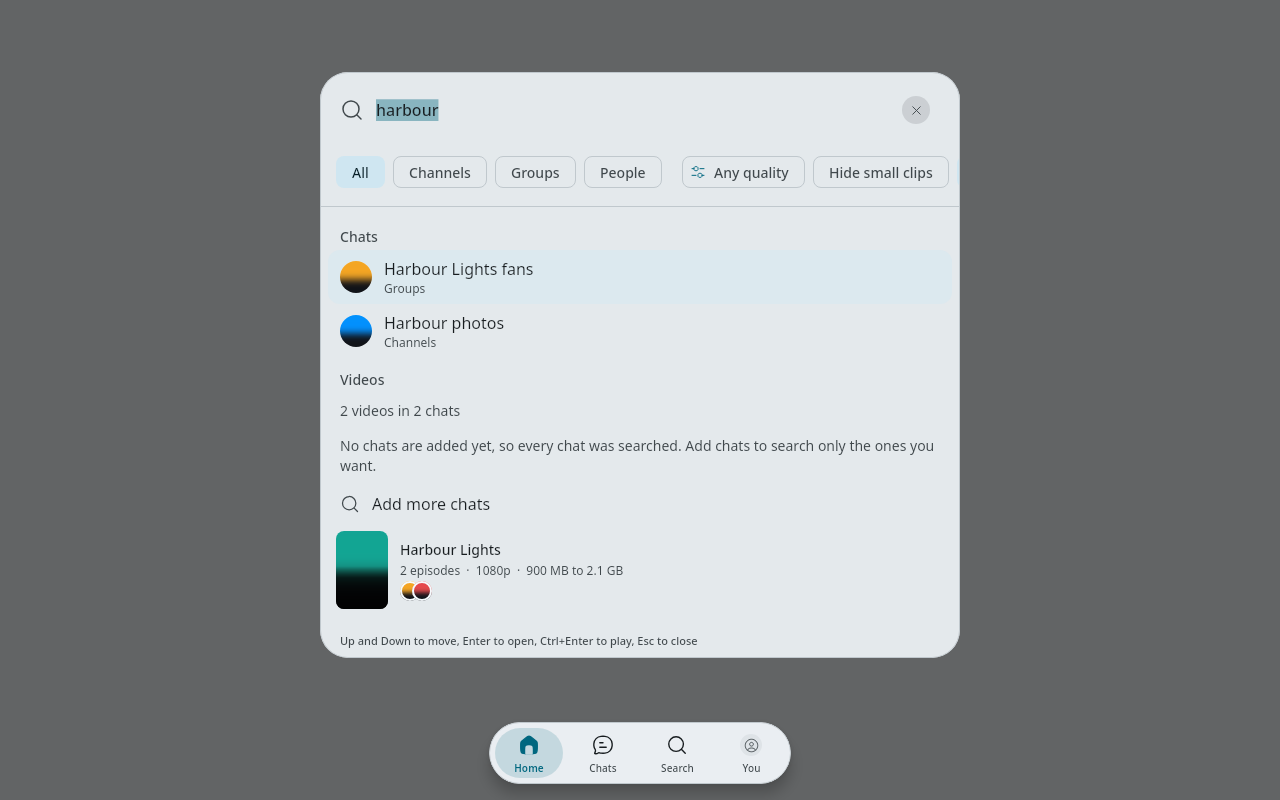 harbour
All
Channels
Groups
People
Any quality
Hide small clips
Chats
Harbour Lights fans
Groups
Harbour photos
Channels
Videos
2 videos in 2 chats
No chats are added yet, so every chat was searched. Add chats to search only the ones you
want.
Add more chats
Harbour Lights
2 episodes · 1080p · 900 MB to 2.1 GB
Up and Down to move, Enter to open, Ctrl+Enter to play, Esc to close
Home
Chats
Search
You